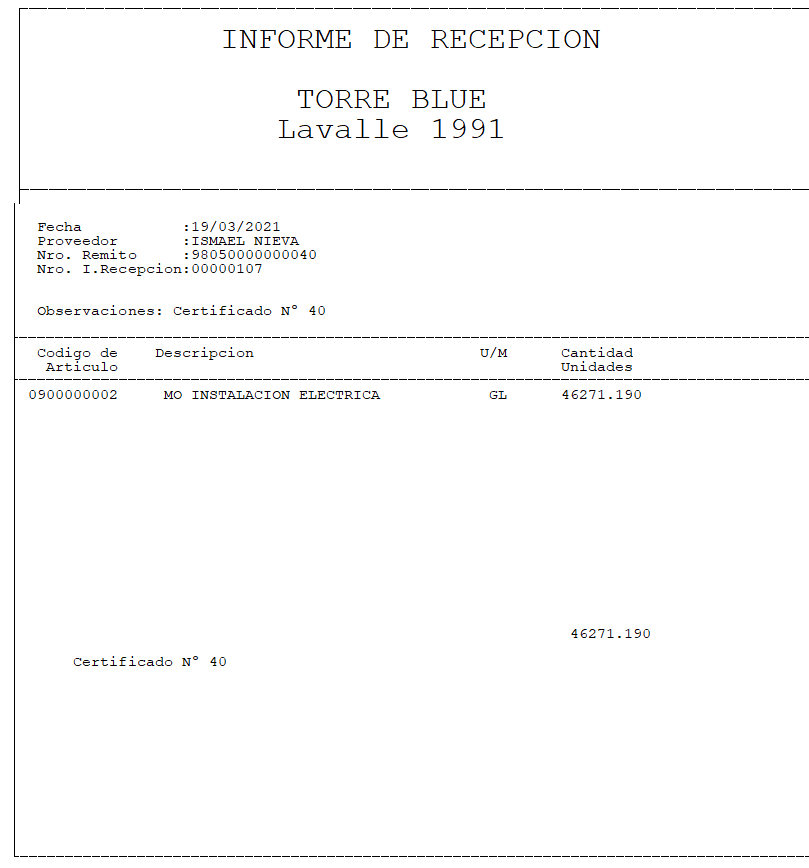 INFORME DE RECEPCION
TORRE BLUE
Lavalle 1991
Fecha :19/03/2021
Proveedor :ISMAEL NIEVA
Nro. Remito :98050000000040
Nro. I.Recepcion:00000107
Observaciones: Certificado N° 40
Codigo de Descripcion U/M Cantidad
Articulo Unidades
0900000002 MO INSTALACION ELECTRICA GL 46271.190
46271.190
Certificado N° 40